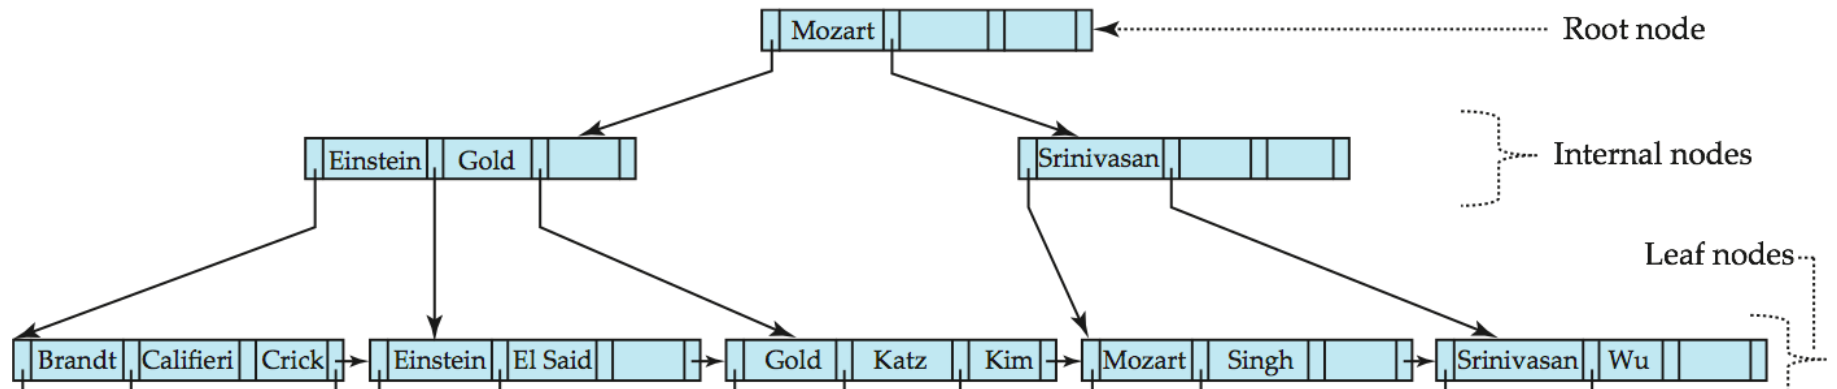 Mozart
Root node
Einstein Gold
Srinivasan
Internal nodes
Leaf nodes
Brandt Califieri Crick Einstein El Said Gold Katz Kim Mozart Singh Srinivasan Wu